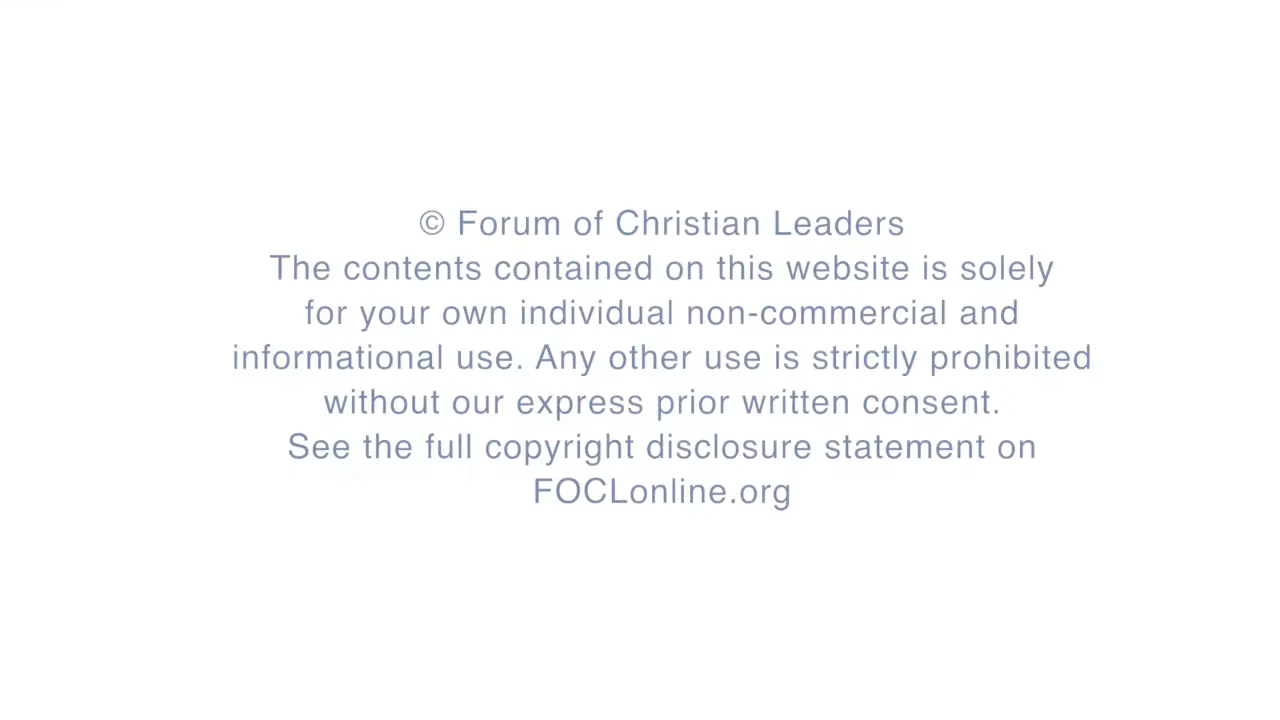 © Forum of Christian Leaders
The contents contained on this website is solely
for your own individual non-commercial and
informational use. Any other use is strictly prohibited
without our express prior written consent.
See the full copyright disclosure statement on
FOCLonline.org